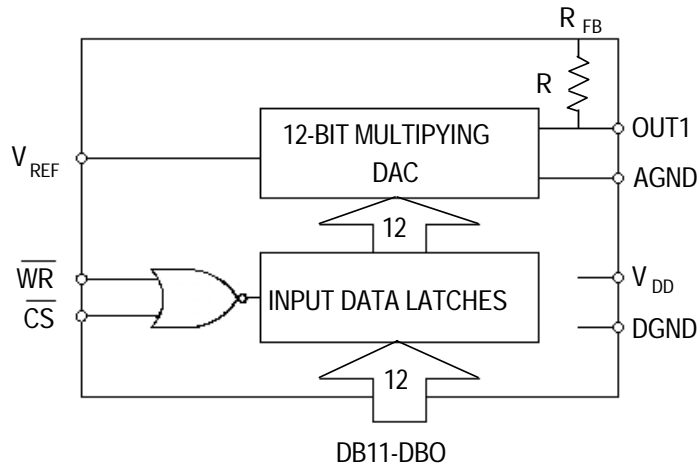 R FB
R
12-BIT MULTIPYING
DAC
OUT1
V REF
AGND
12
WR
CS
INPUT DATA LATCHES
V DD
DGND
12
DB11-DBO